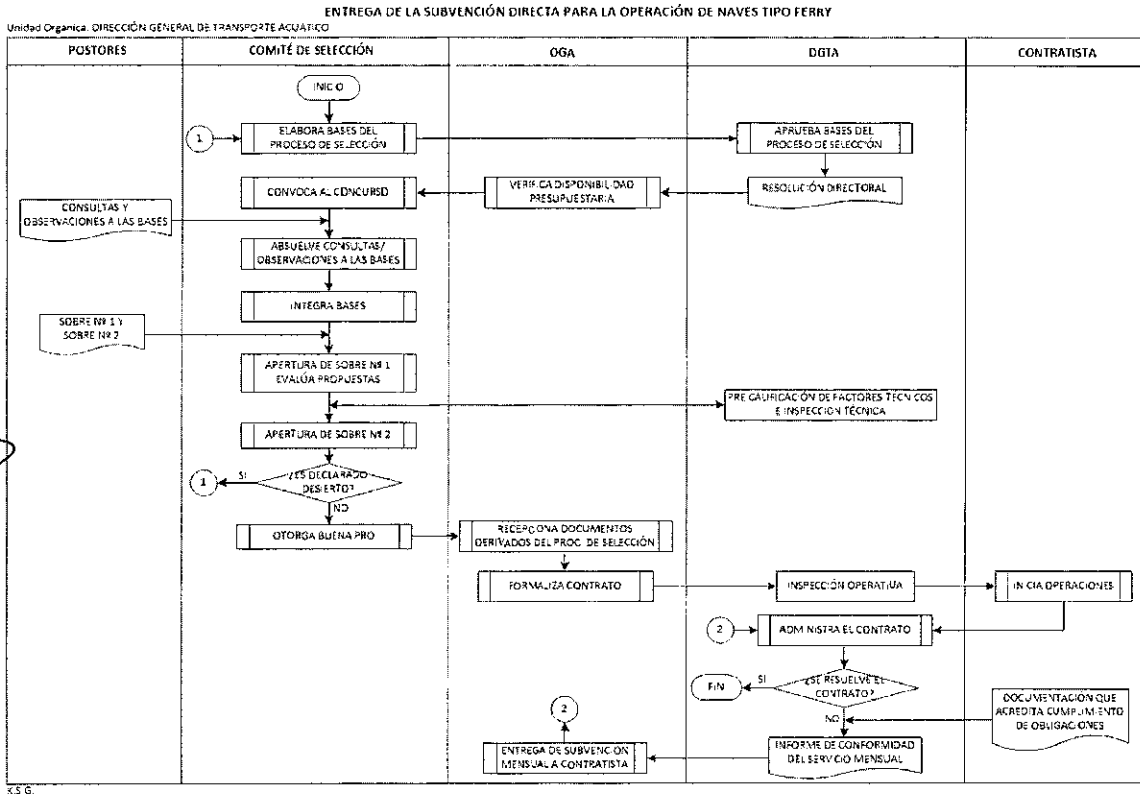 ENTREGA DE LA SUBVENCIÓN DIRECTA PARA LA OPERACIÓN DE NAVES TIPO FERRY
Unidad Organica: DIRECCIÓN GENERAL DE TRANSPORTE ACUÁTICO
POSTORES
COMITÉ DE SELECCIÓN
OGA
DGTA
CONTRATISTA
INICIO
1
ELABORA BASES DEL
PROCESO DE SELECCIÓN
APRUEBA BASES DEL
PROCESO DE SELECCIÓN
CONVOCA AL CONCURSO
VERIFICA DISPONIBILIDAD
PRESUPUESTARIA
RESOLUCIÓN DIRECTORAL
CONSULTAS Y
OBSERVACIONES A LAS BASES
ABSUELVE CONSULTAS/
OBSERVACIONES A LAS BASES
INTEGRA BASES
SOBRE Nº 1 Y
SOBRE Nº 2
APERTURA DE SOBRE Nº 1
EVALÚA PROPUESTAS
PRE CALIFICACIÓN DE FACTORES TÉCNICOS
E INSPECCIÓN TÉCNICA
APERTURA DE SOBRE Nº 2
1
SI
¿ES DECLARADO
DESIERTO?
NO
OTORGA BUENA PRO
RECEPCIONA DOCUMENTOS
DERIVADOS DEL PROC. DE SELECCIÓN
FORMALIZA CONTRATO
INSPECCIÓN OPERATIVA
INICIA OPERACIONES
2
ADMINISTRA EL CONTRATO
FIN
SI
¿SE RESUELVE EL
CONTRATO?
NO
DOCUMENTACIÓN QUE
ACREDITA CUMPLIMIENTO
DE OBLIGACIONES
2
ENTREGA DE SUBVENCIÓN
MENSUAL A CONTRATISTA
INFORME DE CONFORMIDAD
DEL SERVICIO MENSUAL
K.S.G.